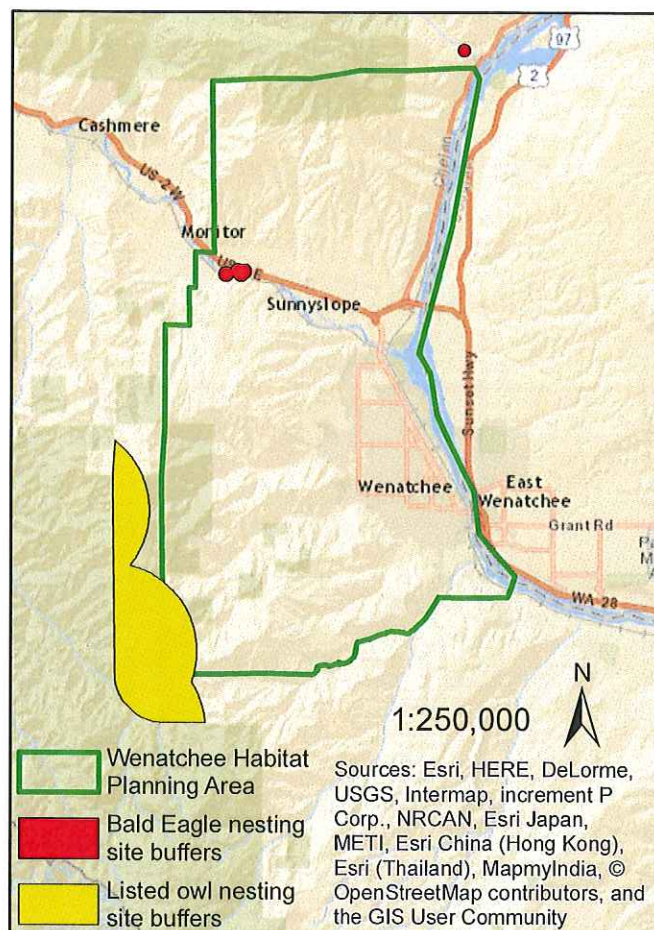 97
2
Cashmere
US-2 W
Chelan
Monitor
US E
Sunnyslope
Sunset Hwy
Wenatchee
East
Wenatchee
Grant Rd
Pa
M
A
WA 28
N
1:250,000
Wenatchee Habitat
Planning Area
Bald Eagle nesting
site buffers
Listed owl nesting
site buffers
Sources: Esri, HERE, DeLorme,
USGS, Intermap, increment P
Corp., NRCAN, Esri Japan,
METI, Esri China (Hong Kong),
Esri (Thailand), MapmyIndia, ©
OpenStreetMap contributors, and
the GIS User Community